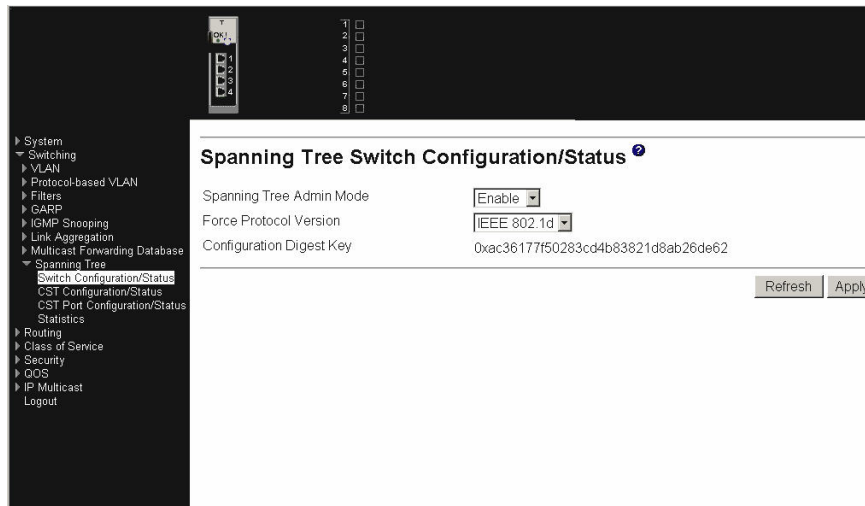 T
OK!
1
2
3
4
1
2
3
4
5
6
7
8
System
Switching
VLAN
Protocol-based VLAN
Filters
GARP
IGMP Snooping
Link Aggregation
Multicast Forwarding Database
Spanning Tree
Switch Configuration/Status
CST Configuration/Status
CST Port Configuration/Status
Statistics
Routing
Class of Service
Security
QOS
IP Multicast
Logout
Spanning Tree Switch Configuration/Status ?
Spanning Tree Admin Mode Enable
Force Protocol Version IEEE 802.1d
Configuration Digest Key 0xac36177f50283cd4b83821d8ab26de62
Refresh Apply